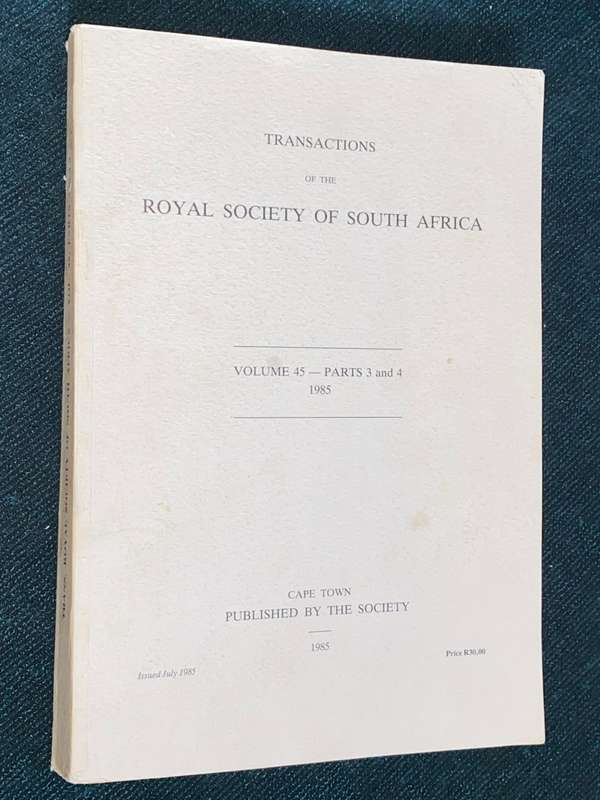 TRANSACTIONS
OF THE
ROYAL SOCIETY OF SOUTH AFRICA
VOLUME 45 — PARTS 3 and 4
1985
CAPE TOWN
PUBLISHED BY THE SOCIETY
1985
Issued July 1985
Price R30,00